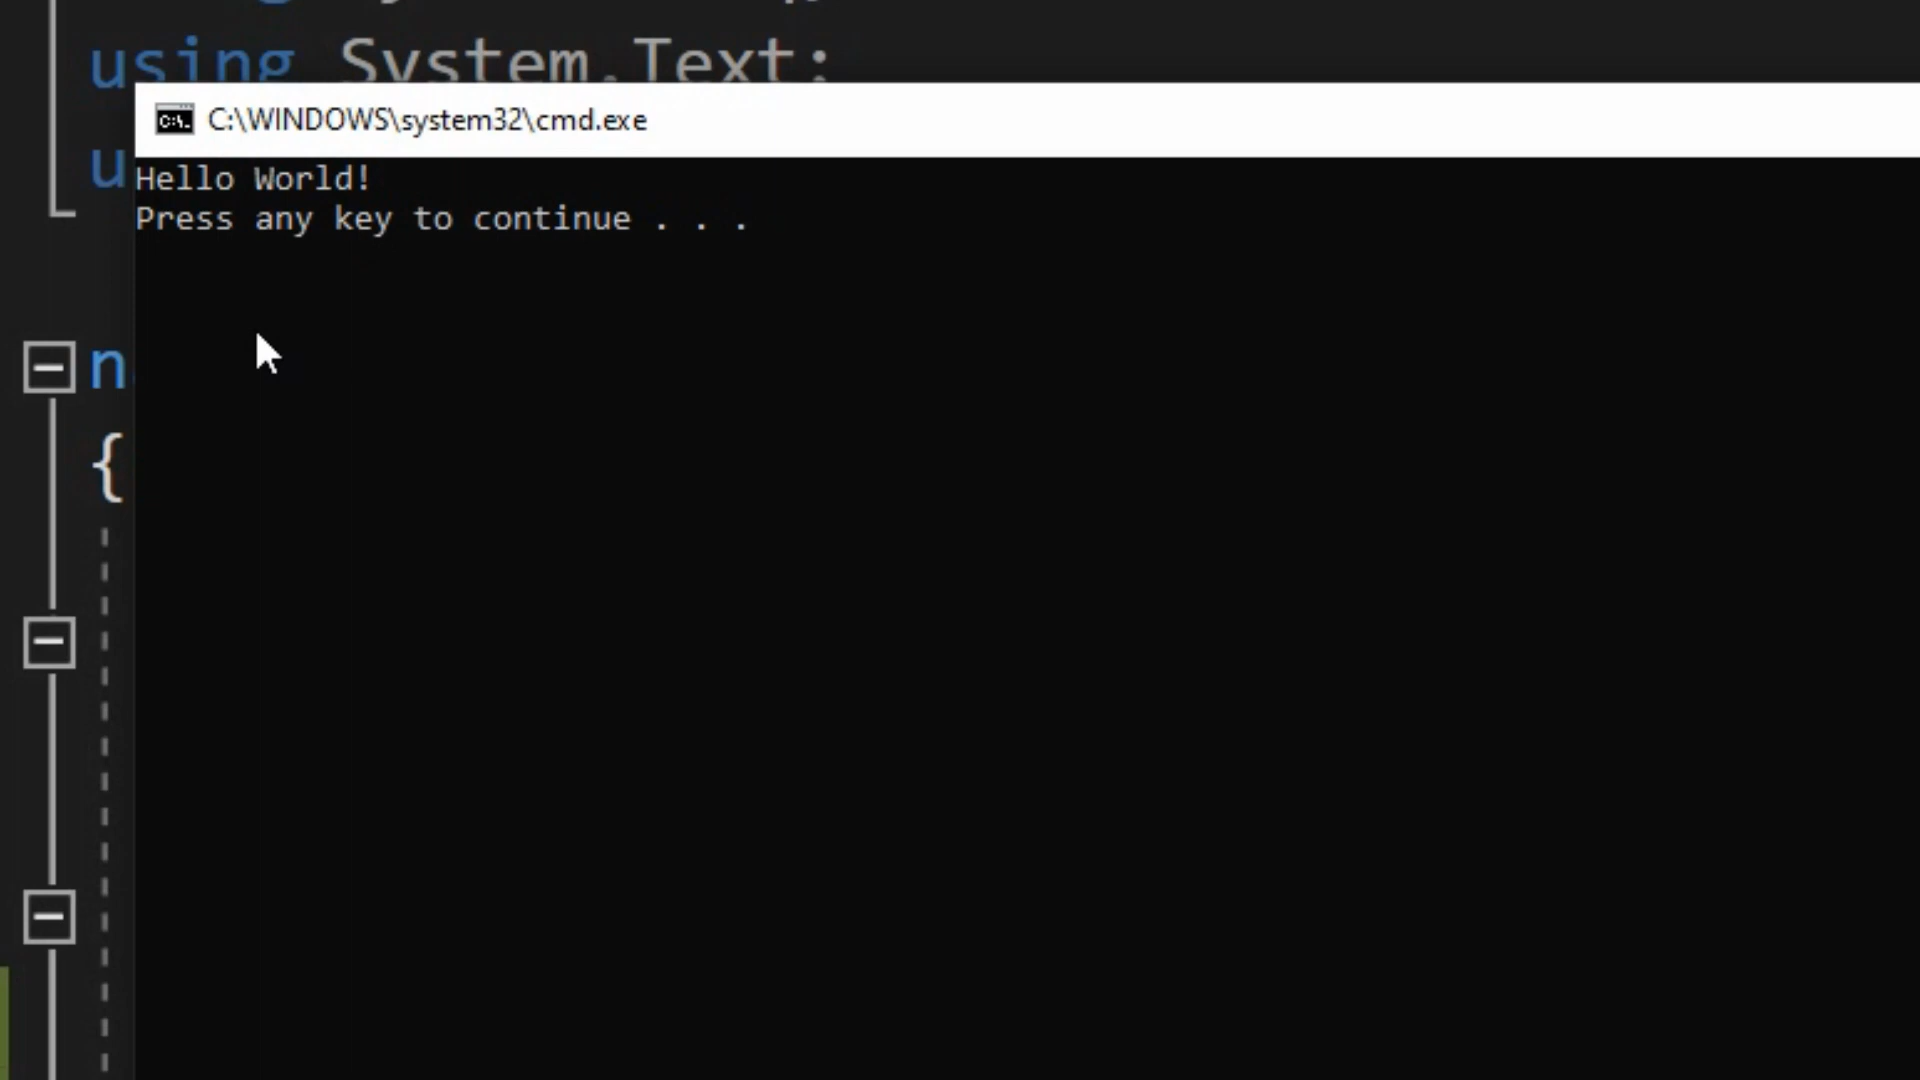 using System.Text;
C:\WINDOWS\system32\cmd.exe
u
Hello World!
Press any key to continue . . .
n
{